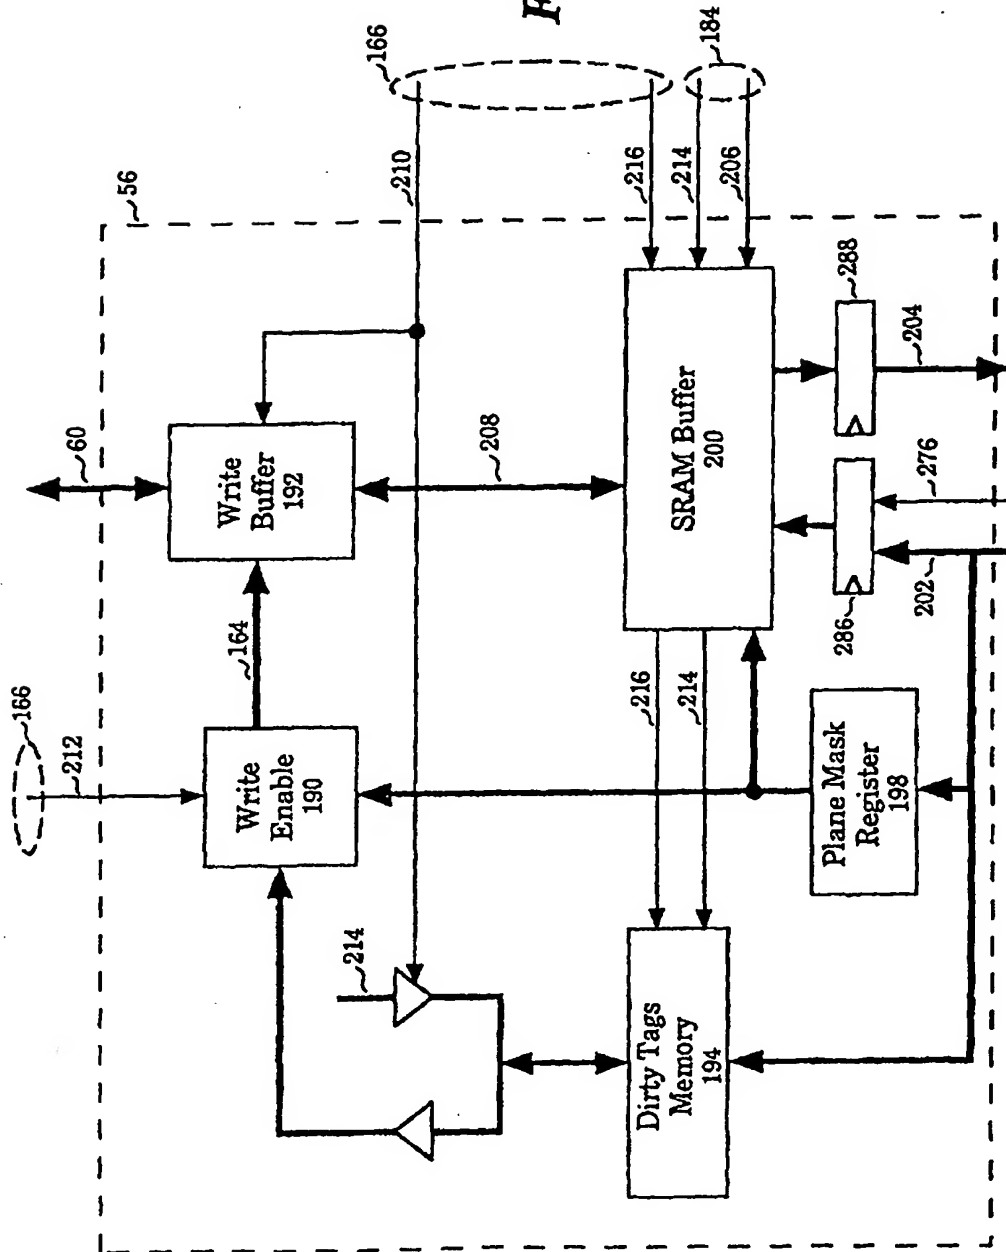 166
212
60
56
F
166
210
216
214
206
184
Write
Enable
190
164
Write
Buffer
192
208
214
216
214
SRAM Buffer
200
Dirty Tags
Memory
194
Plane Mask
Register
198
286
202
276
288
204